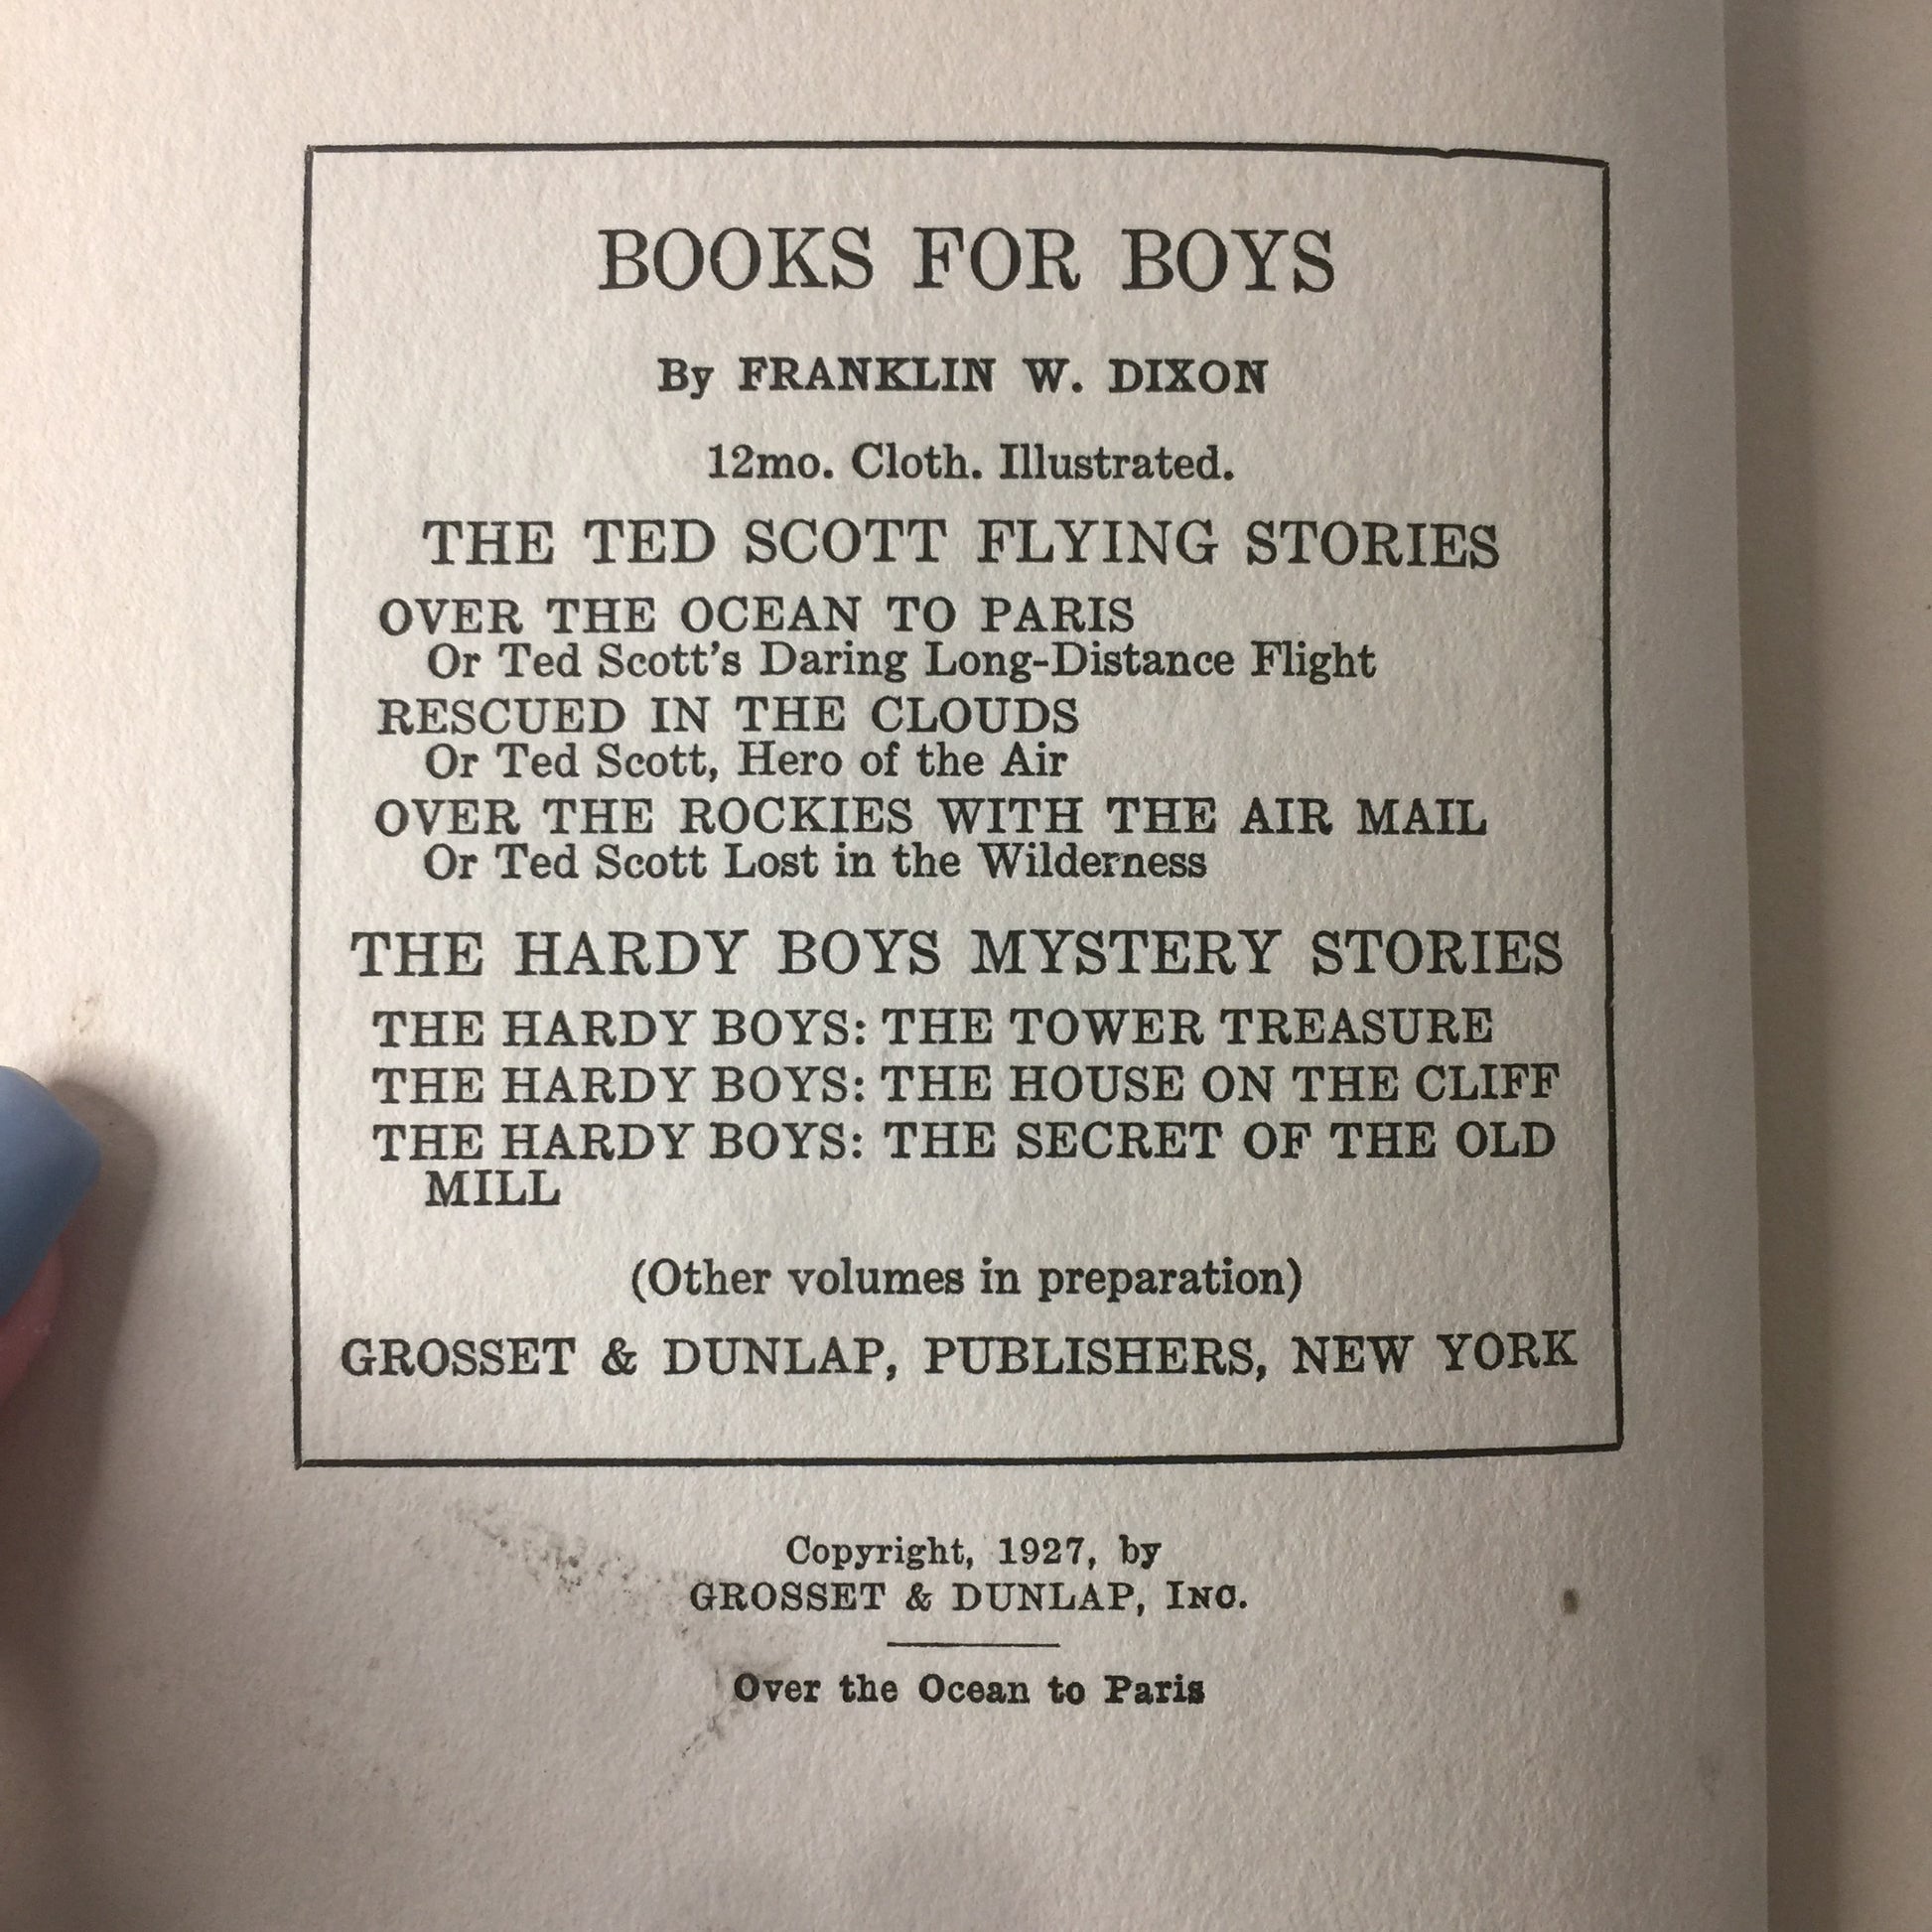 BOOKS FOR BOYS
By FRANKLIN W. DIXON
12mo. Cloth. Illustrated.
THE TED SCOTT FLYING STORIES
OVER THE OCEAN TO PARIS
Or Ted Scott's Daring Long-Distance Flight
RESCUED IN THE CLOUDS
Or Ted Scott, Hero of the Air
OVER THE ROCKIES WITH THE AIR MAIL
Or Ted Scott Lost in the Wilderness
THE HARDY BOYS MYSTERY STORIES
THE HARDY BOYS: THE TOWER TREASURE
THE HARDY BOYS: THE HOUSE ON THE CLIFF
THE HARDY BOYS: THE SECRET OF THE OLD
MILL
(Other volumes in preparation)
GROSSET & DUNLAP, PUBLISHERS, NEW YORK
Copyright, 1927, by
GROSSET & DUNLAP, INC.
Over the Ocean to Paris